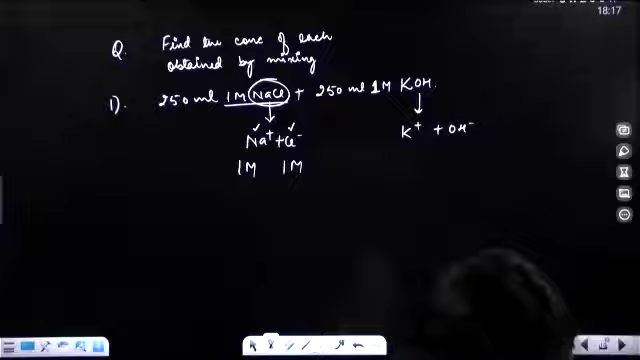 18:17
Q. Find the conc of each
obtained by mixing
1). 250 ml 1M NaCl + 250 ml 1M KOH.
Na⁺ + Cl⁻ K⁺ + OH⁻
1M 1M